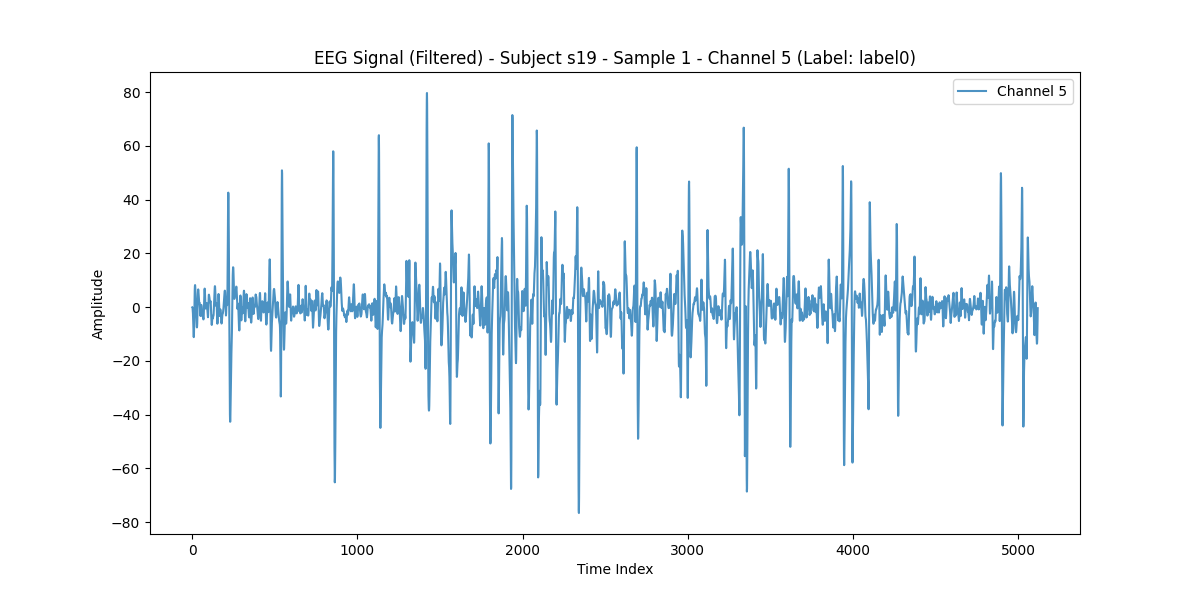 EEG Signal (Filtered) - Subject s19 - Sample 1 - Channel 5 (Label: label0)
Channel 5
80
60
40
20
0
−20
−40
−60
−80
Amplitude
0 1000 2000 3000 4000 5000
Time Index